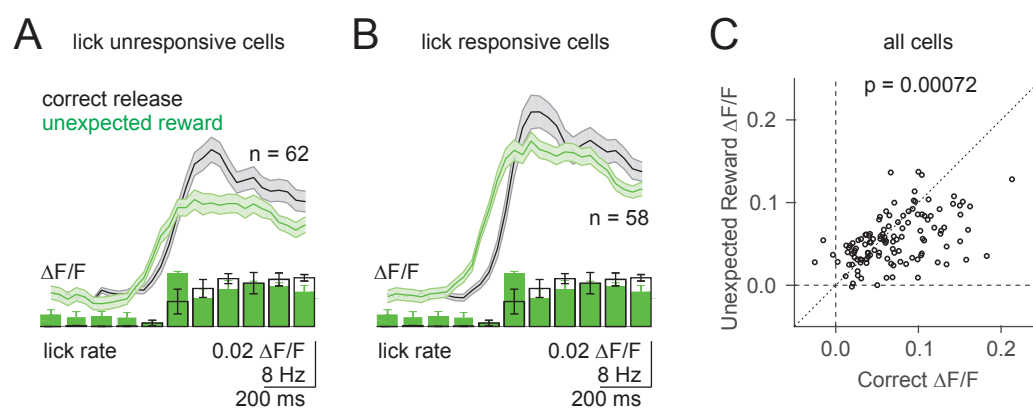 A
lick unresponsive cells
correct release
unexpected reward
n = 62
ΔF/F
lick rate
0.02 ΔF/F
8 Hz
200 ms
B
lick responsive cells
n = 58
ΔF/F
lick rate
0.02 ΔF/F
8 Hz
200 ms
C
all cells
p = 0.00072
Unexpected Reward ΔF/F
0.2
0.1
0.0
0.0 0.1 0.2
Correct ΔF/F